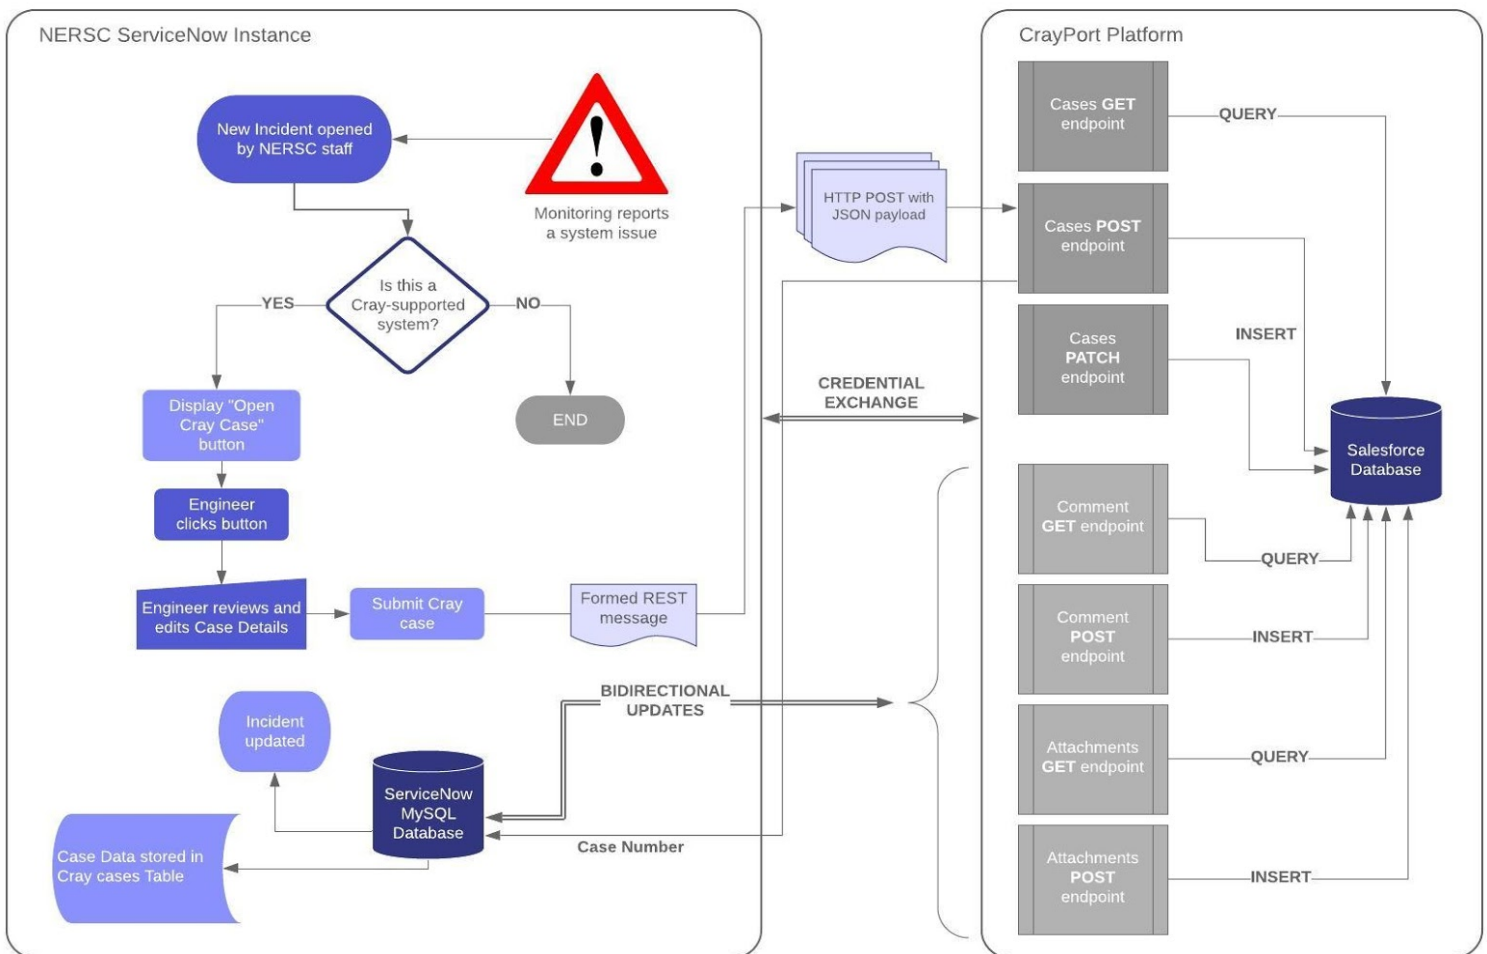 NERSC ServiceNow Instance
New Incident opened
by NERSC staff
Monitoring reports
a system issue
Is this a
Cray-supported
system?
YES
NO
Display "Open
Cray Case"
button
END
Engineer
clicks button
Engineer reviews and
edits Case Details
Submit Cray
case
Formed REST
message
Incident
updated
ServiceNow
MySQL
Database
Case Data stored in
Cray cases Table
BIDIRECTIONAL
UPDATES
Case Number
HTTP POST with
JSON payload
CREDENTIAL
EXCHANGE
CrayPort Platform
Cases GET
endpoint
QUERY
Cases POST
endpoint
INSERT
Cases
PATCH
endpoint
Salesforce
Database
Comment
GET endpoint
QUERY
Comment
POST
endpoint
INSERT
Attachments
GET endpoint
QUERY
Attachments
POST
endpoint
INSERT